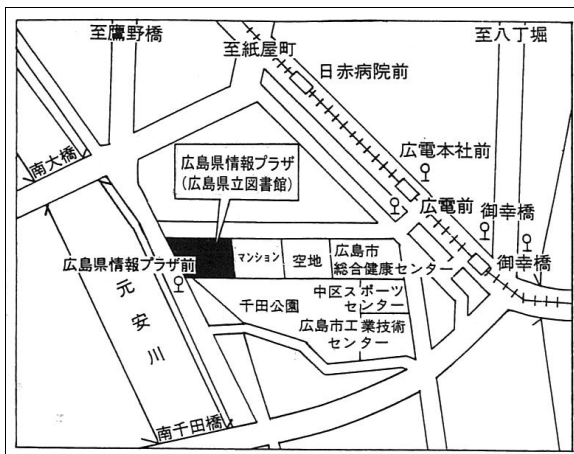 至鷹野橋
至紙屋町
至八丁堀
日赤病院前
南大橋
広島県情報プラザ
(広島県立図書館)
広電本社前
広電前
御幸橋
御幸橋
広島県情報プラザ前
マンション
空地
広島市
総合健康センター
元安川
千田公園
中区スポーツ
センター
広島市工業技術
センター
南千田橋